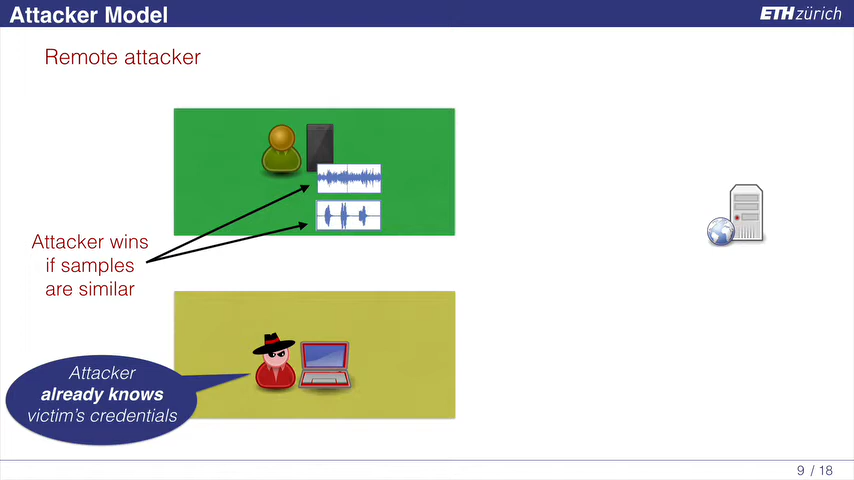 Attacker Model
ETH zürich
Remote attacker
Attacker wins
if samples
are similar
Attacker
already knows
victim's credentials
9 / 18